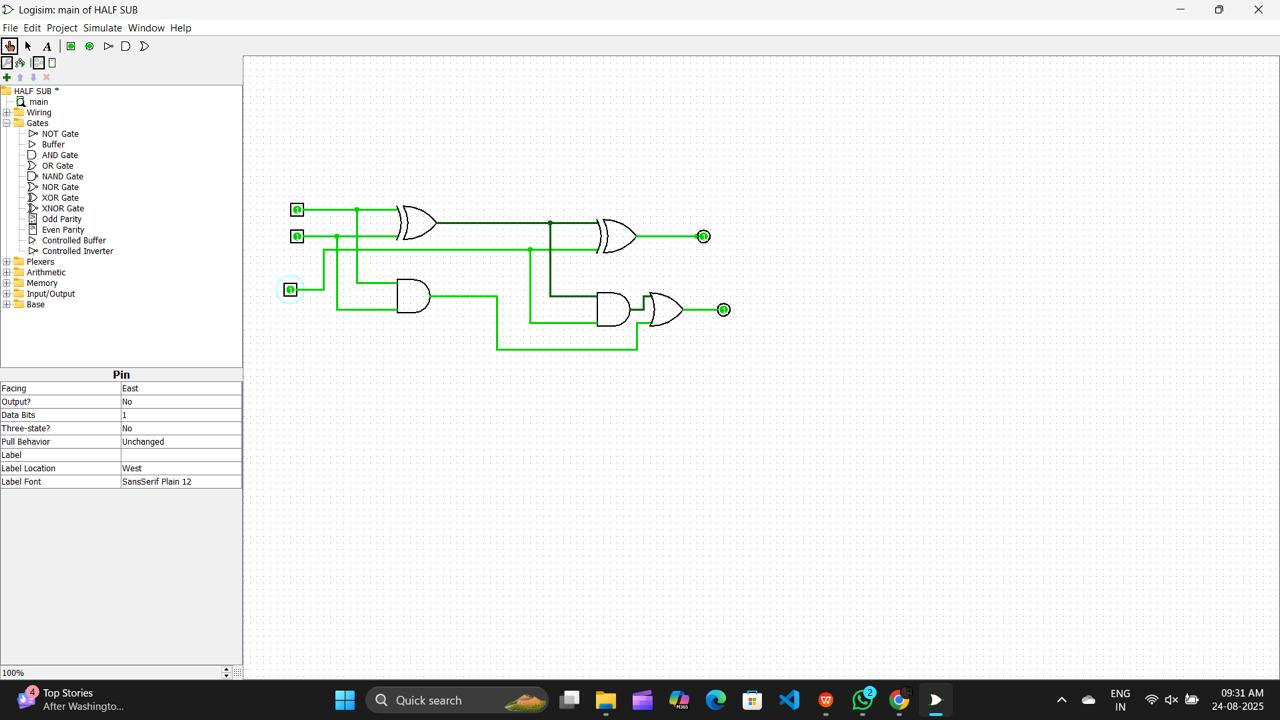 Logisim: main of HALF SUB
File Edit Project Simulate Window Help
A
HALF SUB *
main
Wiring
Gates
NOT Gate
Buffer
AND Gate
OR Gate
NAND Gate
NOR Gate
XOR Gate
XNOR Gate
Odd Parity
Even Parity
Controlled Buffer
Controlled Inverter
Plexers
Arithmetic
Memory
Input/Output
Base
1
1
1
1
1
Pin
Facing East
Output? No
Data Bits 1
Three-state? No
Pull Behavior Unchanged
Label
Label Location West
Label Font SansSerif Plain 12
100%
4
Top Stories
After Washingto...
Quick search
M365
2
ENG
IN
09:31 AM
24-08-2025